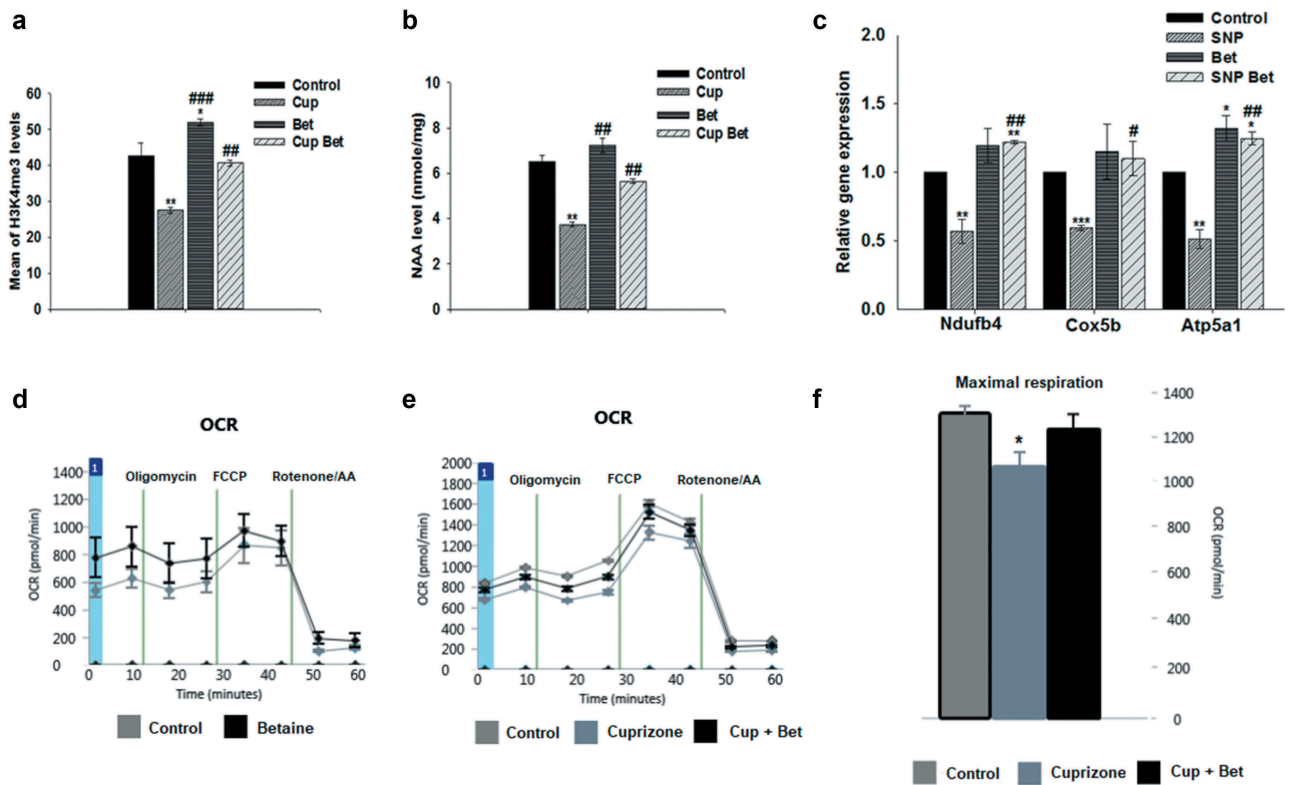 a
Mean of H3K4me3 levels
60
50
40
30
20
10
0
**
###
*
##
Control
Cup
Bet
Cup Bet
b
NAA level (nmole/mg)
10
8
6
4
2
0
**
##
##
Control
Cup
Bet
Cup Bet
c
Relative gene expression
2.0
1.5
1.0
0.5
0.0
Control
SNP
Bet
SNP Bet
**
##
**
***
#
**
*
##
*
Ndufb4 Cox5b Atp5a1
d
OCR
1
Oligomycin FCCP Rotenone/AA
OCR (pmol/min)
1400
1200
1000
800
600
400
200
0
0 10 20 30 40 50 60
Time (minutes)
Control Betaine
e
OCR
1
Oligomycin FCCP Rotenone/AA
OCR (pmol/min)
2000
1800
1600
1400
1200
1000
800
600
400
200
0
0 10 20 30 40 50 60
Time (minutes)
Control Cuprizone Cup + Bet
f
Maximal respiration
*
1400
1200
1000
800
600
400
200
0
OCR (pmol/min)
Control Cuprizone Cup + Bet